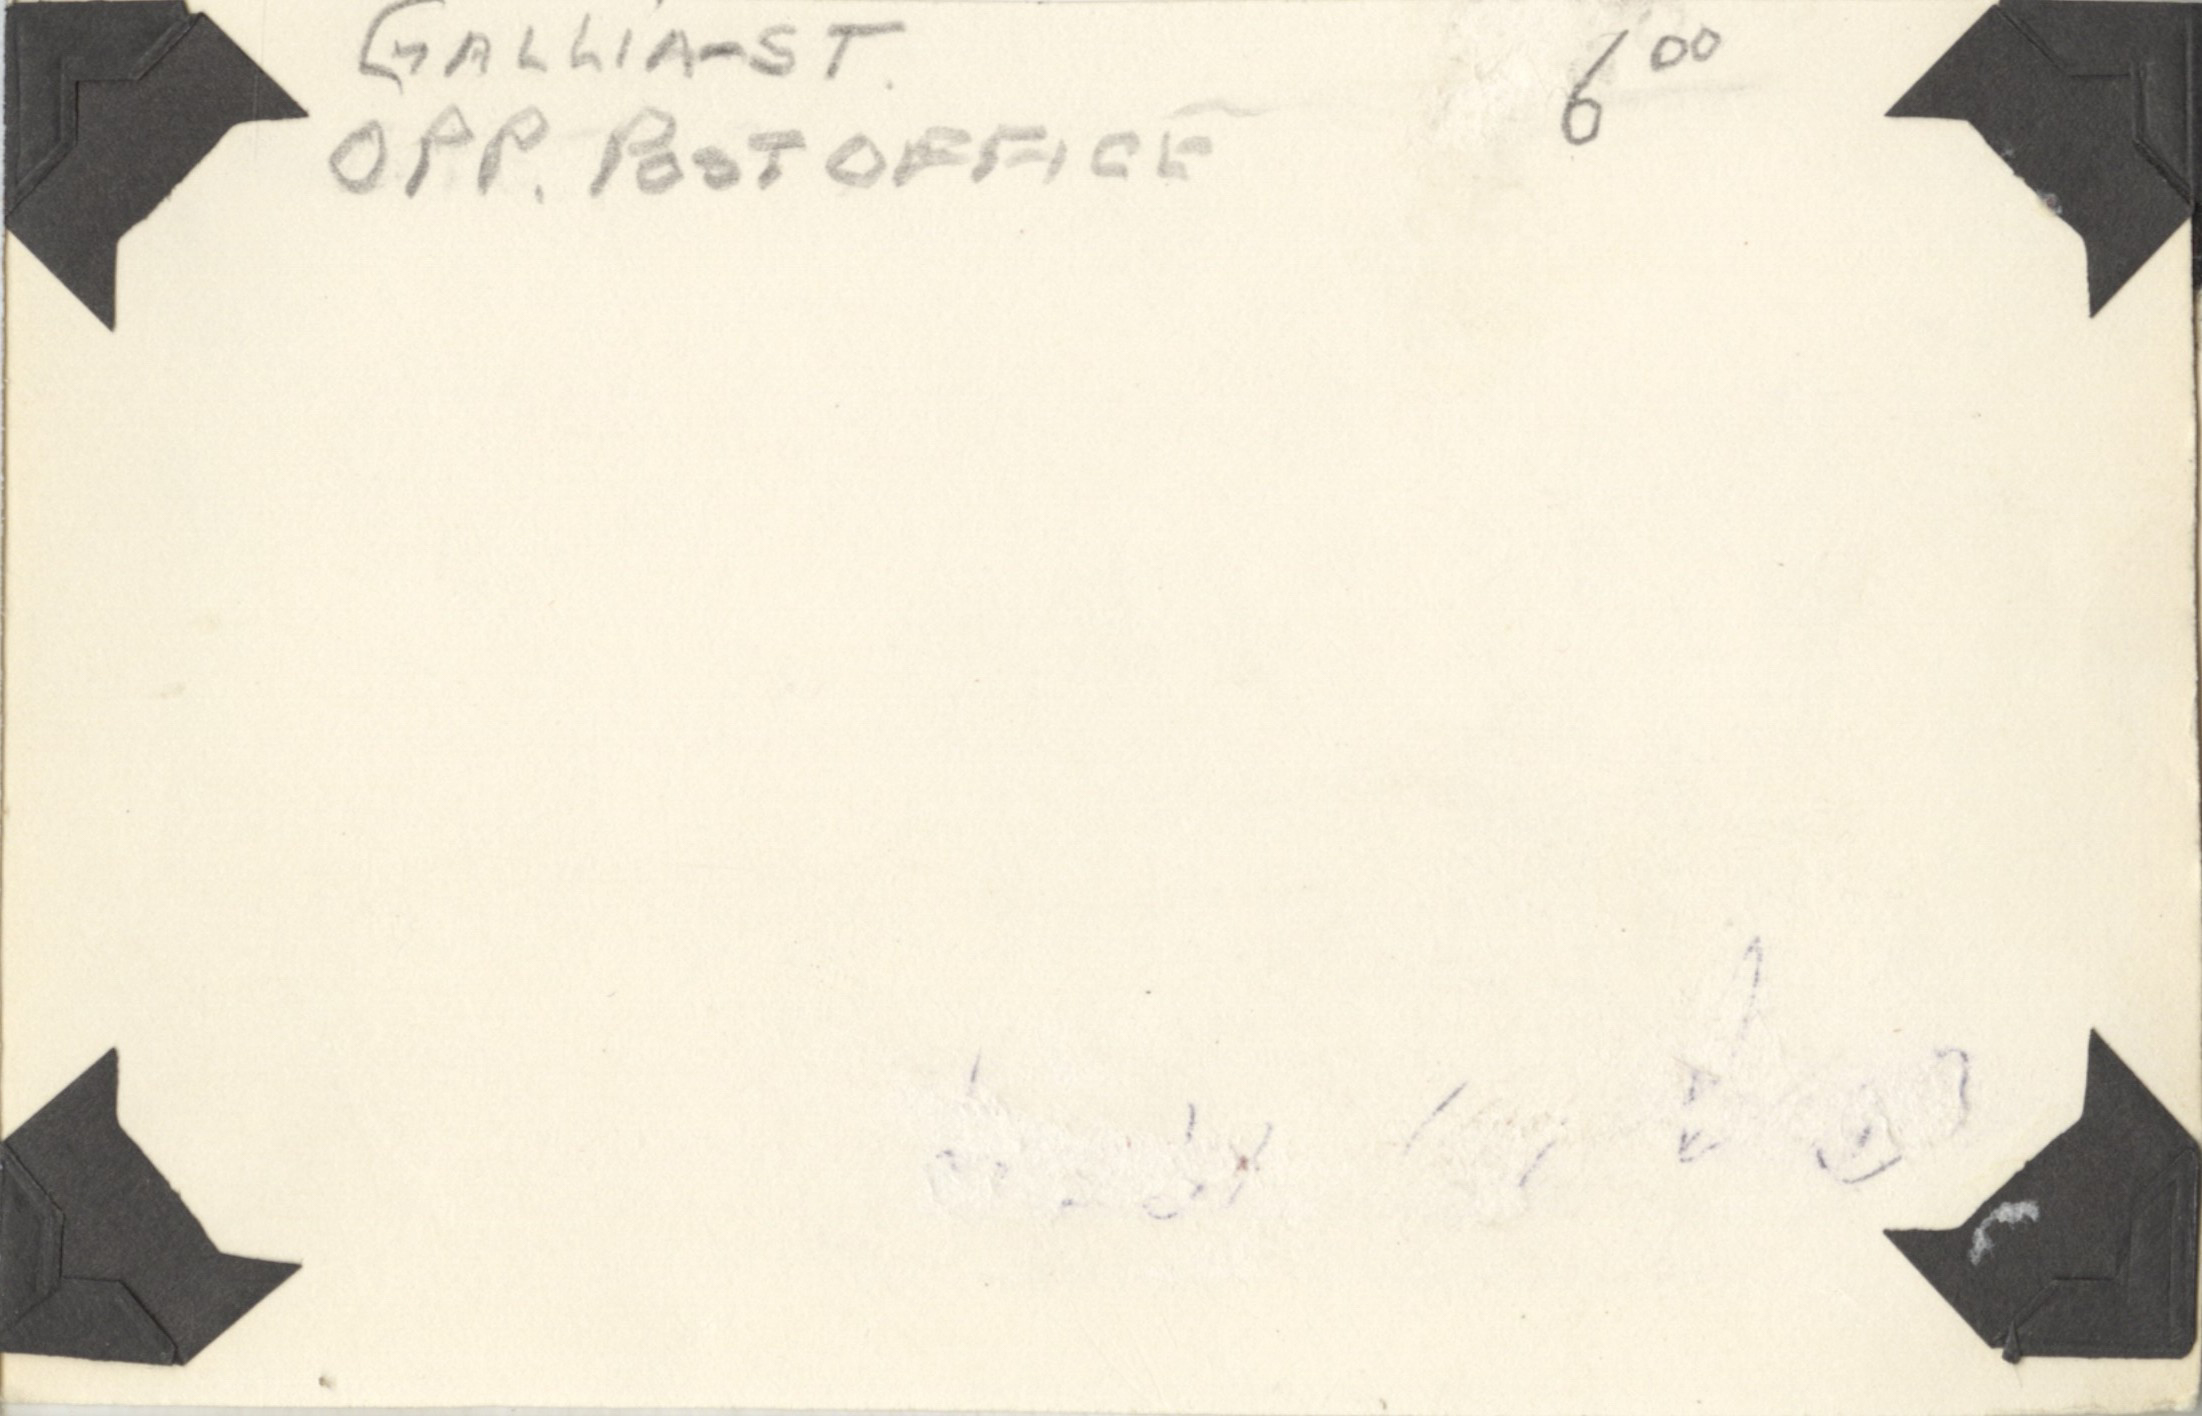 GALLIA-ST.
OPP. POST OFFICE
6 00